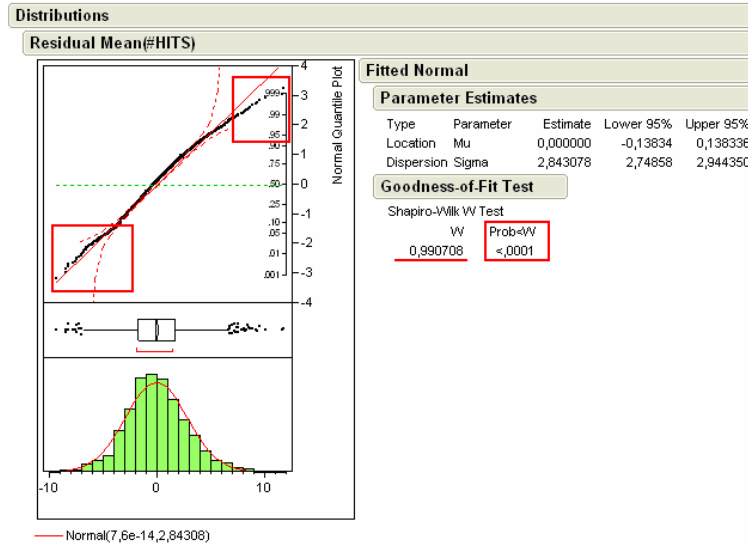 Distributions
Residual Mean(#HITS)
4
3
2
1
0
-1
-2
-3
-4
.999
.99
.95
.90
.75
.50
.25
.10
.05
.01
.001
Normal Quantile Plot
-10 0 10
Normal(7,6e-14,2,84308)
Fitted Normal
Parameter Estimates
Type Parameter Estimate Lower 95% Upper 95%
Location Mu 0,000000 -0,13834 0,138336
Dispersion Sigma 2,843078 2,74858 2,944350
Goodness-of-Fit Test
Shapiro-Wilk W Test
W Prob<W
0,990708 <,0001